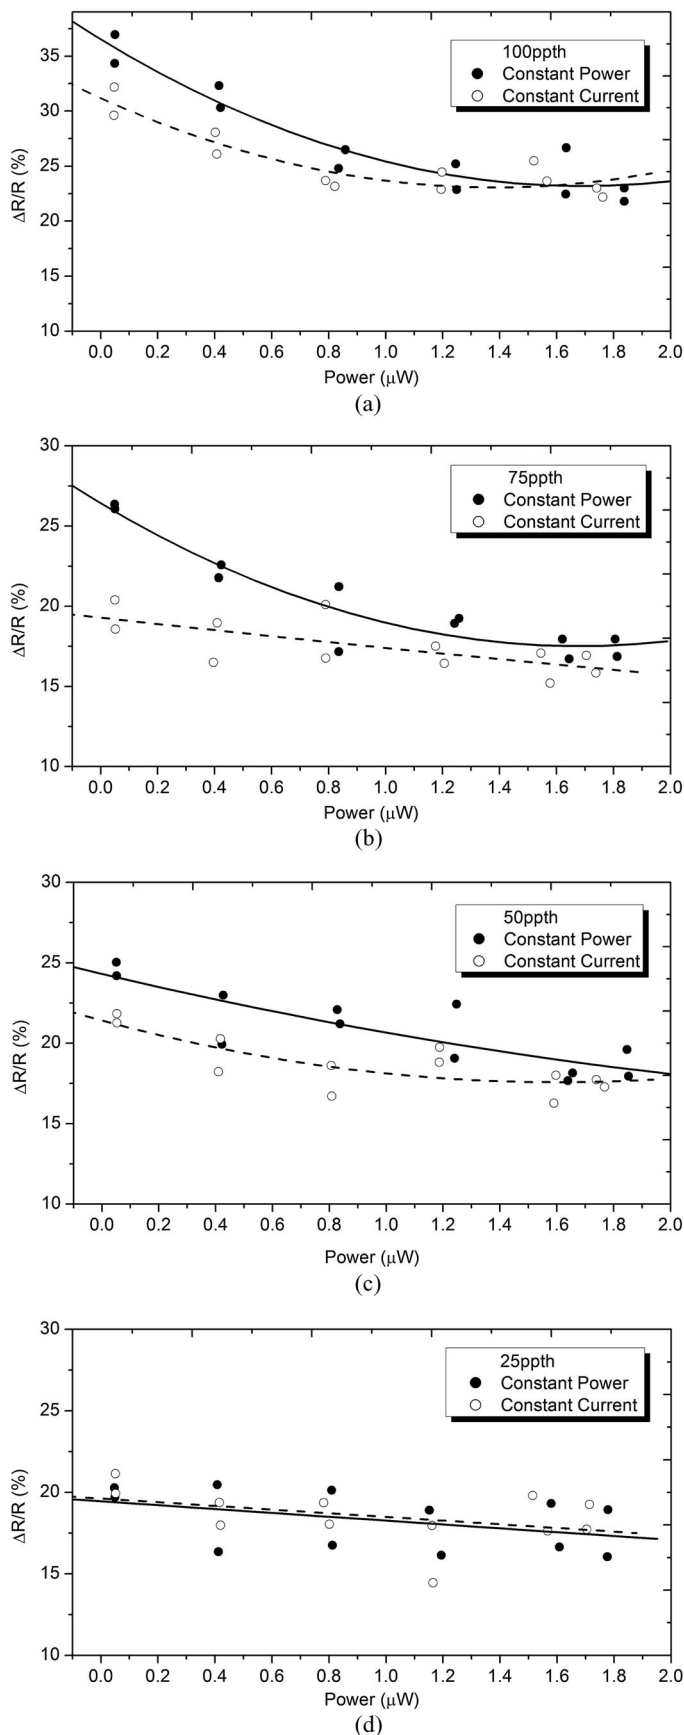 35
30
25
20
15
10
ΔR/R (%)
100ppth
Constant Power
Constant Current
0.0 0.2 0.4 0.6 0.8 1.0 1.2 1.4 1.6 1.8 2.0
Power (μW)
(a)
30
25
20
15
10
ΔR/R (%)
75ppth
Constant Power
Constant Current
0.0 0.2 0.4 0.6 0.8 1.0 1.2 1.4 1.6 1.8 2.0
Power (μW)
(b)
30
25
20
15
10
ΔR/R (%)
50ppth
Constant Power
Constant Current
0.0 0.2 0.4 0.6 0.8 1.0 1.2 1.4 1.6 1.8 2.0
Power (μW)
(c)
30
25
20
15
10
ΔR/R (%)
25ppth
Constant Power
Constant Current
0.0 0.2 0.4 0.6 0.8 1.0 1.2 1.4 1.6 1.8 2.0
Power (μW)
(d)